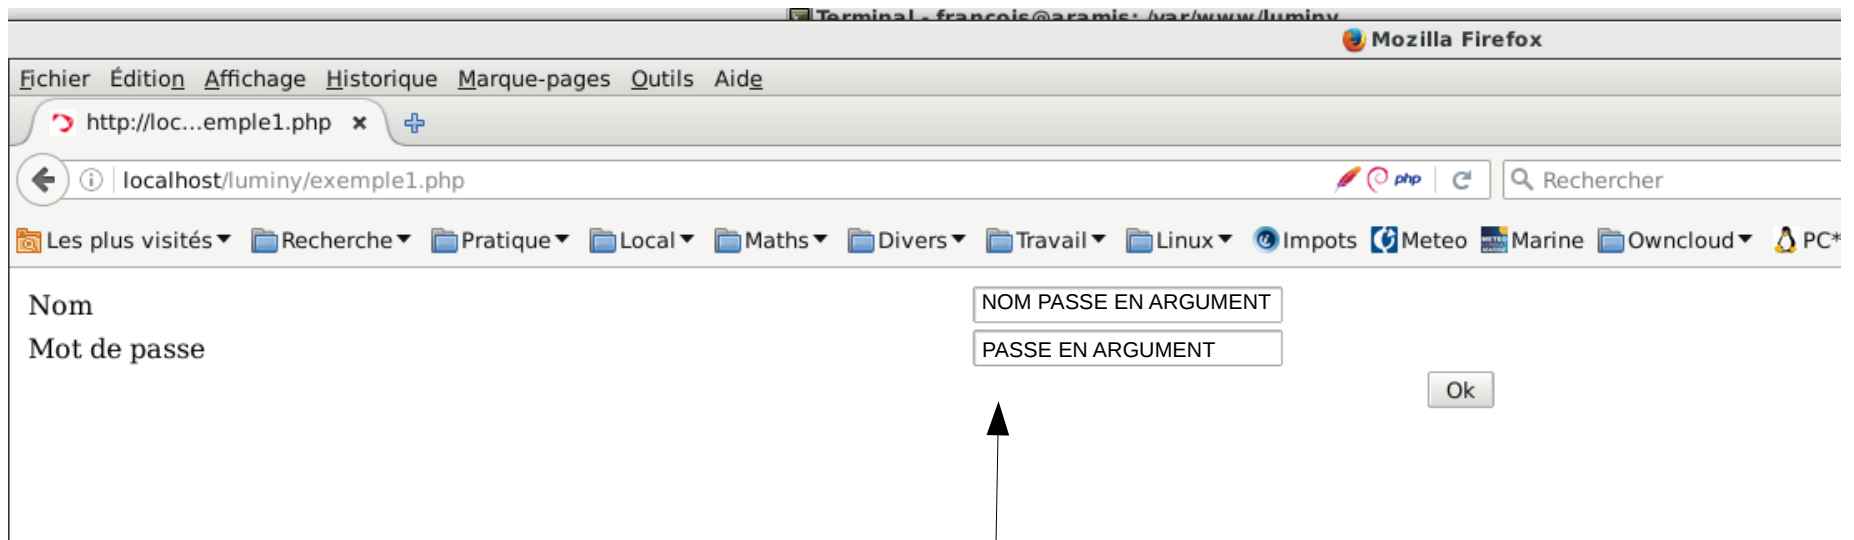 Terminal - francois@aramis: /var/www/luminy
Mozilla Firefox
Fichier Édition Affichage Historique Marque-pages Outils Aide
http://loc...emple1.php
localhost/luminy/exemple1.php php Rechercher
Les plus visités Recherche Pratique Local Maths Divers Travail Linux Impots Meteo Marine Owncloud PC*
Nom NOM PASSE EN ARGUMENT
Mot de passe PASSE EN ARGUMENT
Ok